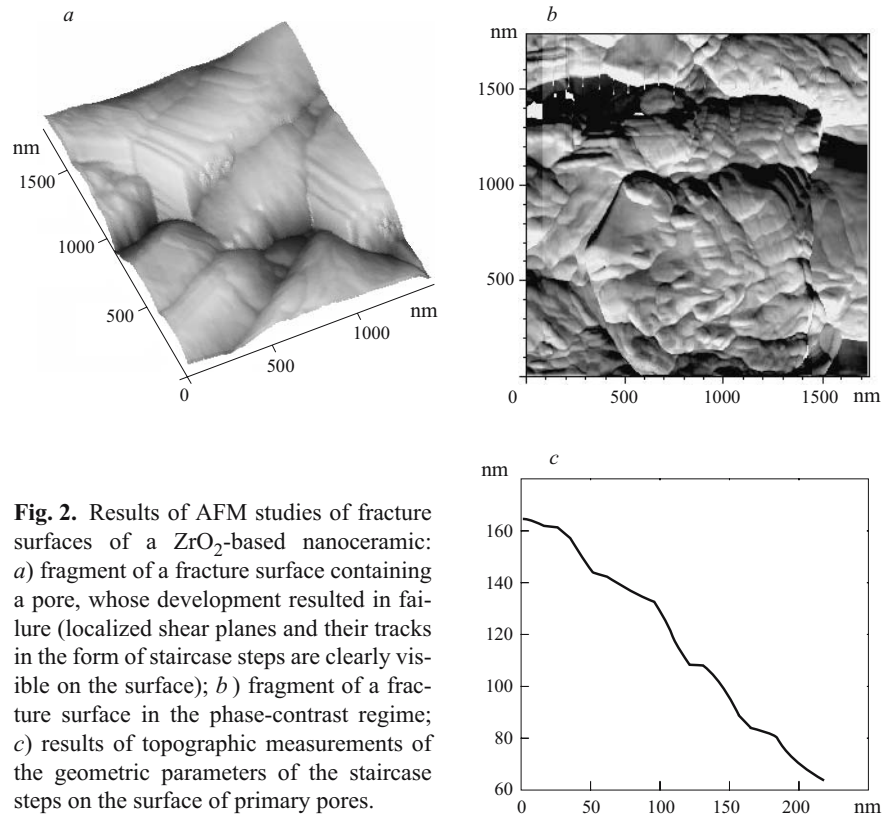 a
nm
1500
1000
500
0
500
1000
nm
b
nm
1500
1000
500
0
500
1000
1500
nm
Fig. 2. Results of AFM studies of fracture
surfaces of a ZrO2-based nanoceramic:
a) fragment of a fracture surface containing
a pore, whose development resulted in fai-
lure (localized shear planes and their tracks
in the form of staircase steps are clearly vis-
ible on the surface); b) fragment of a frac-
ture surface in the phase-contrast regime;
c) results of topographic measurements of
the geometric parameters of the staircase
steps on the surface of primary pores.
c
nm
160
140
120
100
80
60
0
50
100
150
200
nm